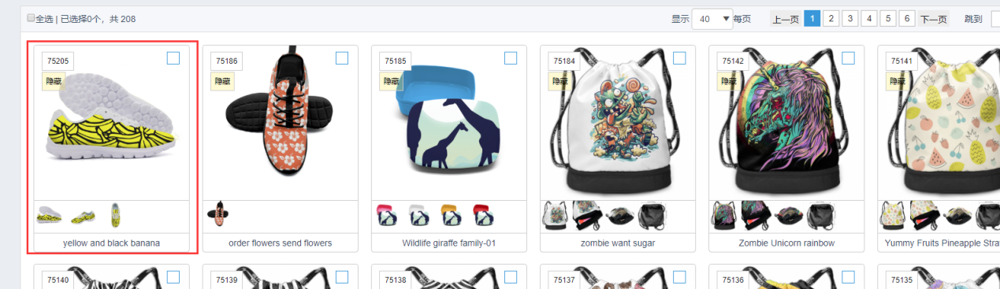 全选 | 已选择0个，共 208
显示 40 每页 上一页 1 2 3 4 5 6 下一页 跳到
75205 75186 75185 75184 75142 75141
隐藏 隐藏 隐藏 隐藏 隐藏 隐藏
yellow and black banana order flowers send flowers Wildlife giraffe family-01 zombie want sugar Zombie Unicorn rainbow Yummy Fruits Pineapple Stra
75140 75139 75138 75137 75136 75135